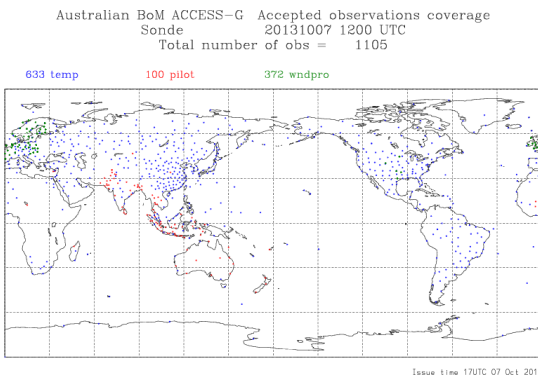 Australian BoM ACCESS-G Accepted observations coverage
Sonde 20131007 1200 UTC
Total number of obs = 1105
633 temp 100 pilot 372 wndpro
Issue time 17UTC 07 Oct 201